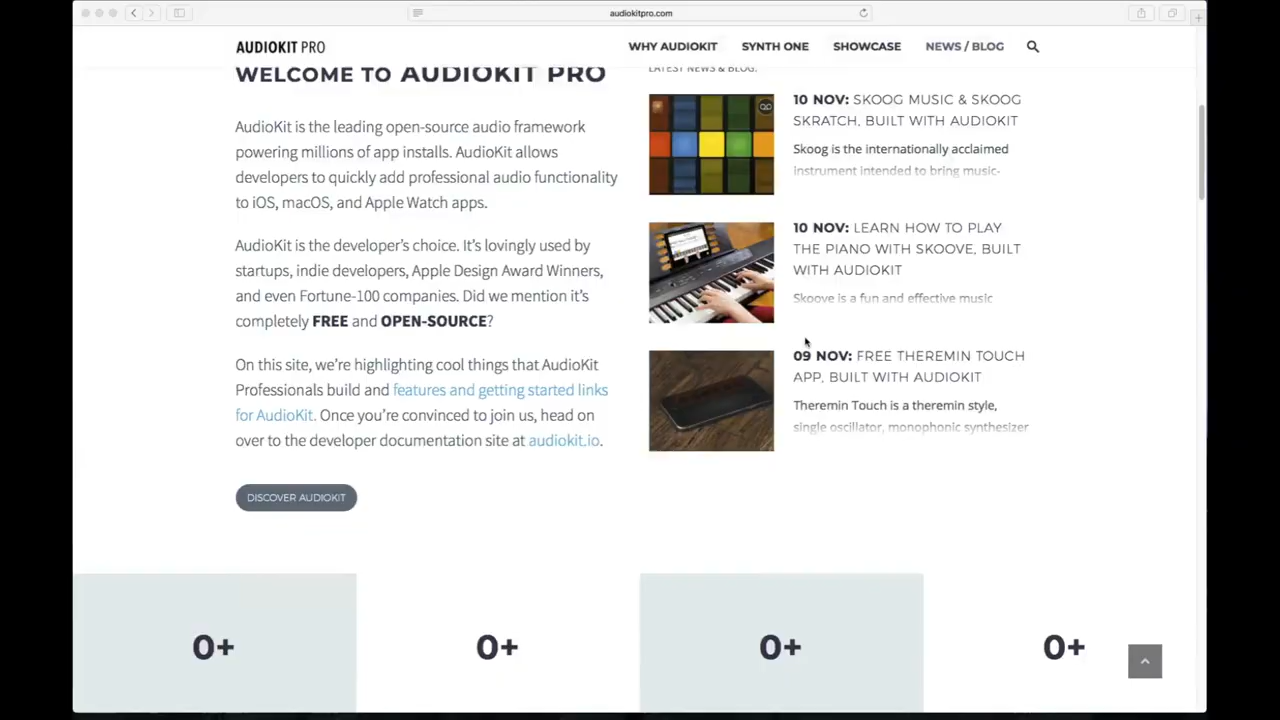 audiokitpro.com
AUDIOKIT PRO
WHY AUDIOKIT
SYNTH ONE
SHOWCASE
NEWS / BLOG
WELCOME TO AUDIOKIT PRO
AudioKit is the leading open-source audio framework
powering millions of app installs. AudioKit allows
developers to quickly add professional audio functionality
to iOS, macOS, and Apple Watch apps.
AudioKit is the developer’s choice. It’s lovingly used by
startups, indie developers, Apple Design Award Winners,
and even Fortune-100 companies. Did we mention it’s
completely FREE and OPEN-SOURCE?
On this site, we’re highlighting cool things that AudioKit
Professionals build and features and getting started links
for AudioKit. Once you’re convinced to join us, head on
over to the developer documentation site at audiokit.io.
DISCOVER AUDIOKIT
LATEST NEWS & BLOG:
10 NOV: SKOOG MUSIC & SKOOG
SKRATCH, BUILT WITH AUDIOKIT
Skoog is the internationally acclaimed
instrument intended to bring music-
10 NOV: LEARN HOW TO PLAY
THE PIANO WITH SKOOVE, BUILT
WITH AUDIOKIT
Skoove is a fun and effective music
09 NOV: FREE THEREMIN TOUCH
APP, BUILT WITH AUDIOKIT
Theremin Touch is a theremin style,
single oscillator, monophonic synthesizer
0+
0+
0+
0+